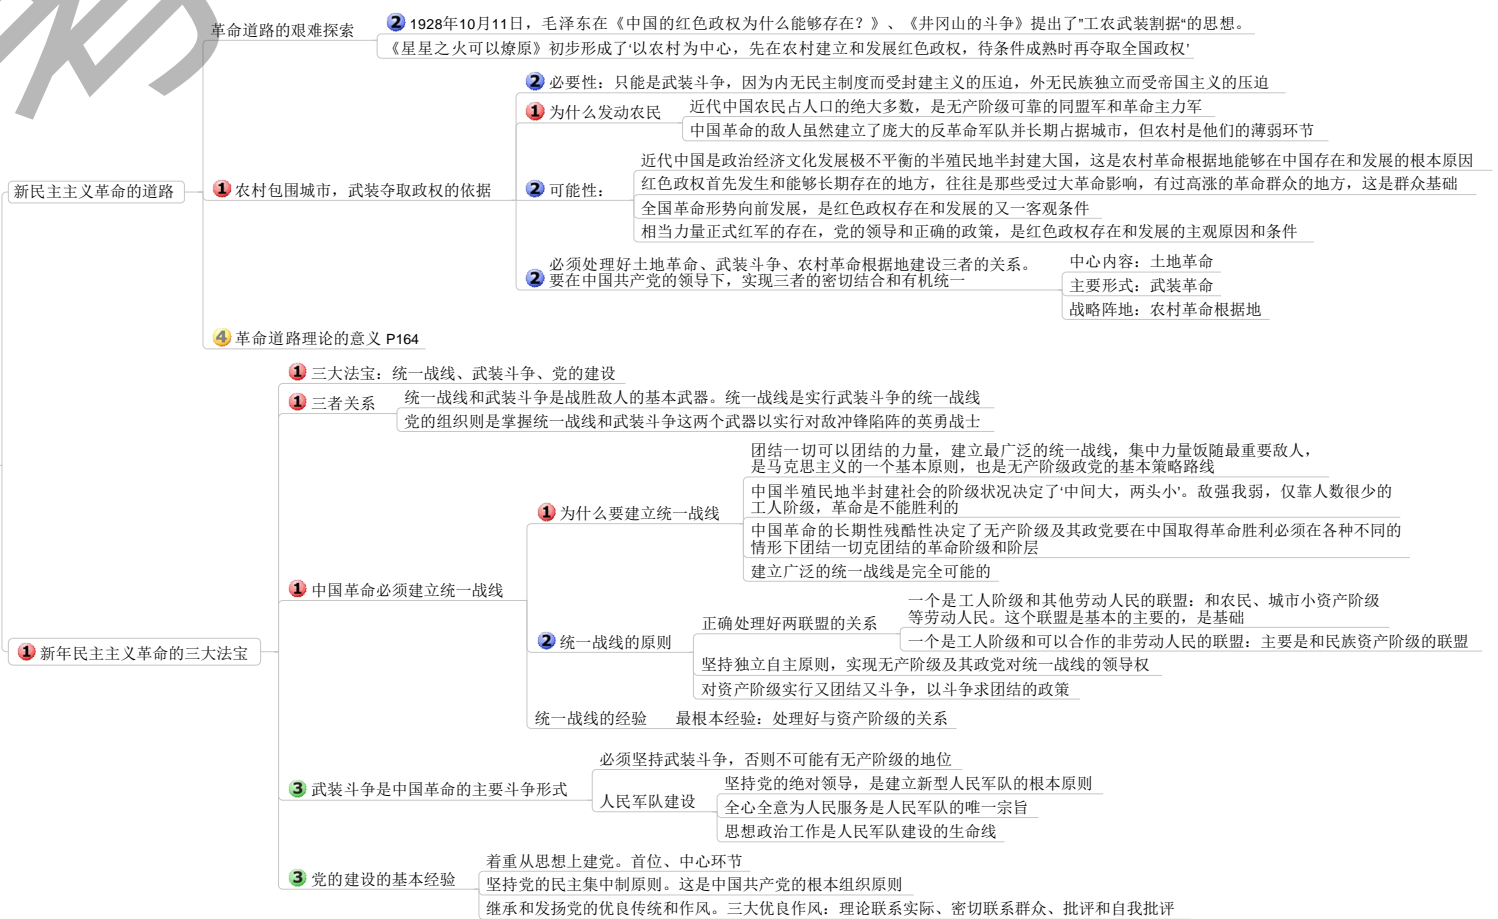 革命道路的艰难探索
2 1928年10月11日，毛泽东在《中国的红色政权为什么能够存在？》、《井冈山的斗争》提出了”工农武装割据“的思想。
《星星之火可以燎原》初步形成了‘以农村为中心，先在农村建立和发展红色政权，待条件成熟时再夺取全国政权’
新民主主义革命的道路
1 农村包围城市，武装夺取政权的依据
2 必要性：只能是武装斗争，因为内无民主制度而受封建主义的压迫，外无民族独立而受帝国主义的压迫
1 为什么发动农民
近代中国农民占人口的绝大多数，是无产阶级可靠的同盟军和革命主力军
中国革命的敌人虽然建立了庞大的反革命军队并长期占据城市，但农村是他们的薄弱环节
2 可能性：
近代中国是政治经济文化发展极不平衡的半殖民地半封建大国，这是农村革命根据地能够在中国存在和发展的根本原因
红色政权首先发生和能够长期存在的地方，往往是那些受过大革命影响，有过高涨的革命群众的地方，这是群众基础
全国革命形势向前发展，是红色政权存在和发展的又一客观条件
相当力量正式红军的存在，党的领导和正确的政策，是红色政权存在和发展的主观原因和条件
2 必须处理好土地革命、武装斗争、农村革命根据地建设三者的关系。
要在中国共产党的领导下，实现三者的密切结合和有机统一
中心内容：土地革命
主要形式：武装革命
战略阵地：农村革命根据地
4 革命道路理论的意义 P164
1 新年民主主义革命的三大法宝
1 三大法宝：统一战线、武装斗争、党的建设
1 三者关系
统一战线和武装斗争是战胜敌人的基本武器。统一战线是实行武装斗争的统一战线
党的组织则是掌握统一战线和武装斗争这两个武器以实行对敌冲锋陷阵的英勇战士
1 中国革命必须建立统一战线
1 为什么要建立统一战线
团结一切可以团结的力量，建立最广泛的统一战线，集中力量饭随最重要敌人，
是马克思主义的一个基本原则，也是无产阶级政党的基本策略路线
中国半殖民地半封建社会的阶级状况决定了‘中间大，两头小’。敌强我弱，仅靠人数很少的
工人阶级，革命是不能胜利的
中国革命的长期性残酷性决定了无产阶级及其政党要在中国取得革命胜利必须在各种不同的
情形下团结一切克团结的革命阶级和阶层
建立广泛的统一战线是完全可能的
2 统一战线的原则
正确处理好两联盟的关系
一个是工人阶级和其他劳动人民的联盟：和农民、城市小资产阶级
等劳动人民。这个联盟是基本的主要的，是基础
一个是工人阶级和可以合作的非劳动人民的联盟：主要是和民族资产阶级的联盟
坚持独立自主原则，实现无产阶级及其政党对统一战线的领导权
对资产阶级实行又团结又斗争，以斗争求团结的政策
统一战线的经验
最根本经验：处理好与资产阶级的关系
3 武装斗争是中国革命的主要斗争形式
必须坚持武装斗争，否则不可能有无产阶级的地位
人民军队建设
坚持党的绝对领导，是建立新型人民军队的根本原则
全心全意为人民服务是人民军队的唯一宗旨
思想政治工作是人民军队建设的生命线
3 党的建设的基本经验
着重从思想上建党。首位、中心环节
坚持党的民主集中制原则。这是中国共产党的根本组织原则
继承和发扬党的优良传统和作风。三大优良作风：理论联系实际、密切联系群众、批评和自我批评